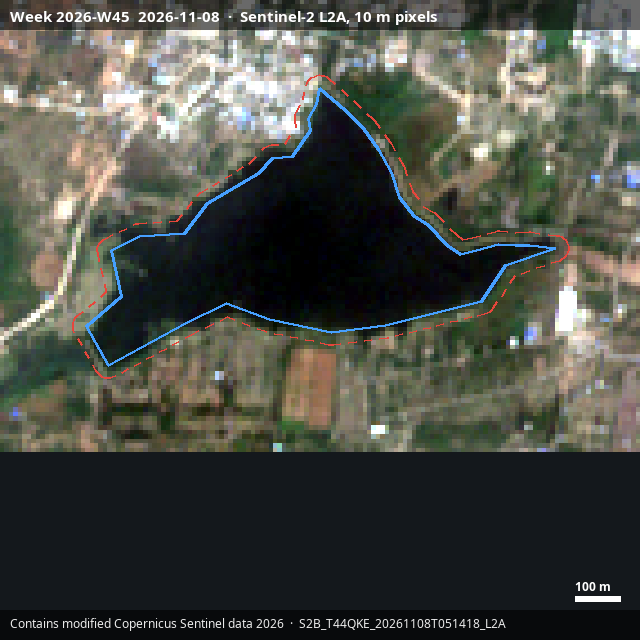 Week 2026-W45  2026-11-08  ·  Sentinel-2 L2A, 10 m pixels
100 m
Contains modified Copernicus Sentinel data 2026  ·  S2B_T44QKE_20261108T051418_L2A